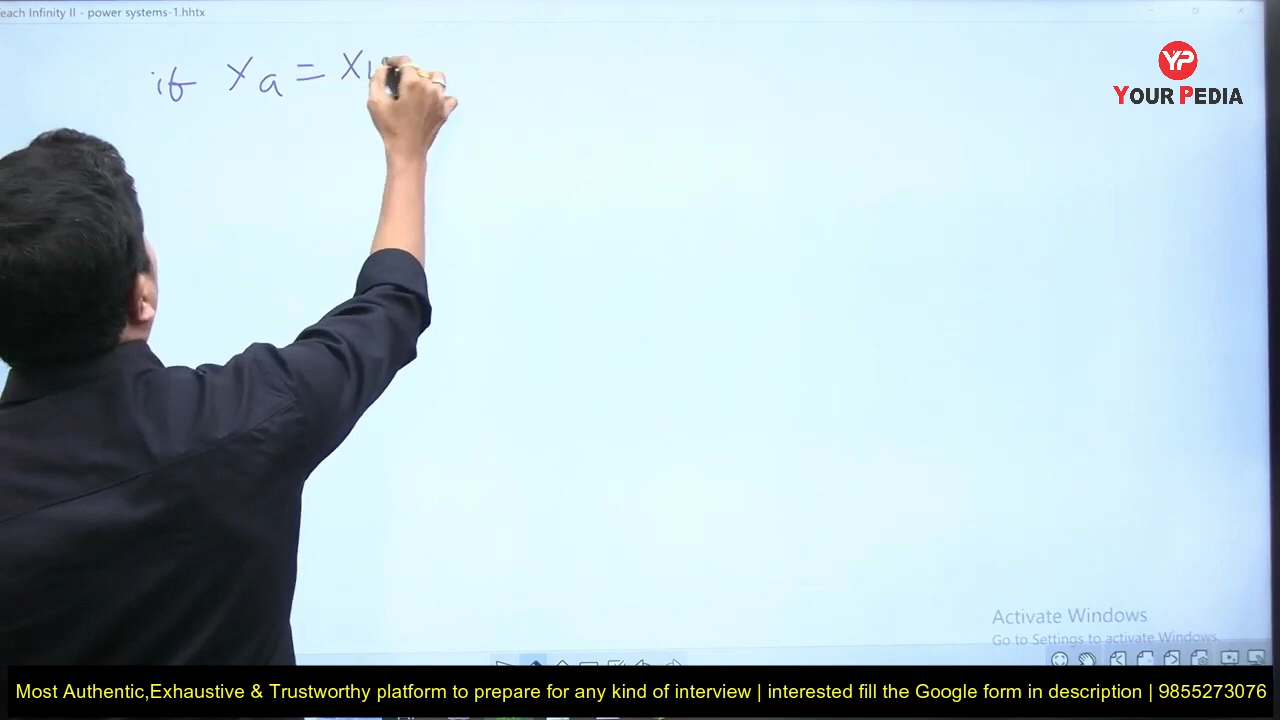 each Infinity II - power systems-1.hhtx
if Xa = X
YP
YOUR PEDIA
Activate Windows
Go to Settings to activate Windows.
Most Authentic,Exhaustive & Trustworthy platform to prepare for any kind of interview | interested fill the Google form in description | 9855273076